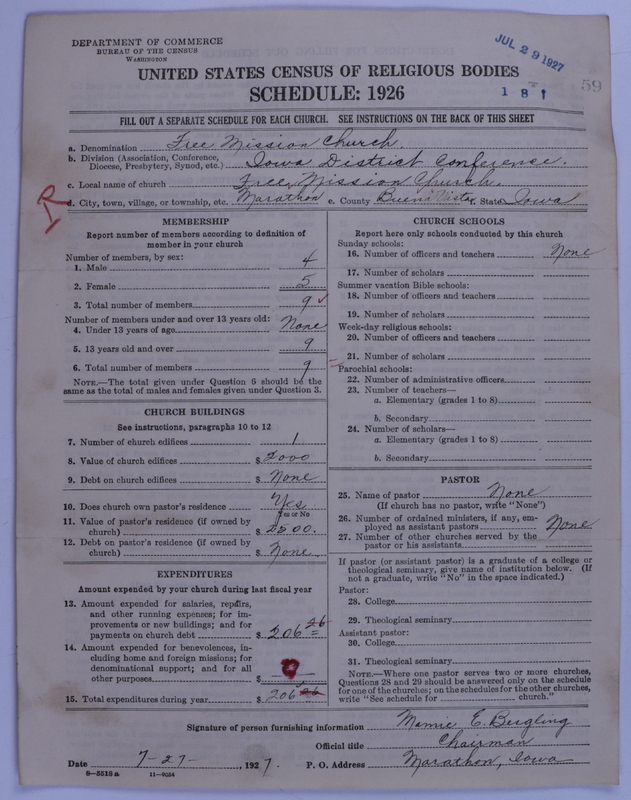 DEPARTMENT OF COMMERCE
BUREAU OF THE CENSUS
WASHINGTON
JUL 29 1927
59
UNITED STATES CENSUS OF RELIGIOUS BODIES
SCHEDULE: 1926
181
FILL OUT A SEPARATE SCHEDULE FOR EACH CHURCH. SEE INSTRUCTIONS ON THE BACK OF THIS SHEET
a. Denomination Free Mission Church.
b. Division (Association, Conference, Diocese, Presbytery, Synod, etc.) Iowa District Conference.
c. Local name of church Free Mission Church.
d. City, town, village, or township, etc. Marathon e. County Buena Vista, State Iowa
R
MEMBERSHIP
Report number of members according to definition of
member in your church
Number of members, by sex:
1. Male 4
2. Female 5
3. Total number of members 9 ✓
Number of members under and over 13 years old:
4. Under 13 years of age None
5. 13 years old and over 9
6. Total number of members 9
NOTE.—The total given under Question 6 should be the
same as the total of males and females given under Question 3.
CHURCH BUILDINGS
See instructions, paragraphs 10 to 12
7. Number of church edifices 1
8. Value of church edifices $ 2000
9. Debt on church edifices $ None
10. Does church own pastor's residence Yes
Yes or No
11. Value of pastor's residence (if owned by
church) $ 2500.
12. Debt on pastor's residence (if owned by
church) $ None
EXPENDITURES
Amount expended by your church during last fiscal year
13. Amount expended for salaries, repairs,
and other running expenses; for im-
provements or new buildings; and for
payments on church debt $ 206 26
14. Amount expended for benevolences, in-
cluding home and foreign missions; for
denominational support; and for all
other purposes $
15. Total expenditures during year $ 206 26
CHURCH SCHOOLS
Report here only schools conducted by this church
Sunday schools:
16. Number of officers and teachers None
17. Number of scholars
Summer vacation Bible schools:
18. Number of officers and teachers
19. Number of scholars
Week-day religious schools:
20. Number of officers and teachers
21. Number of scholars
Parochial schools:
22. Number of administrative officers
23. Number of teachers—
a. Elementary (grades 1 to 8)
b. Secondary
24. Number of scholars—
a. Elementary (grades 1 to 8)
b. Secondary
PASTOR
25. Name of pastor None
(If church has no pastor, write "None")
26. Number of ordained ministers, if any, em-
ployed as assistant pastors None
27. Number of other churches served by the
pastor or his assistants
If pastor (or assistant pastor) is a graduate of a college or
theological seminary, give name of institution below. (If
not a graduate, write "No" in the space indicated.)
Pastor:
28. College
29. Theological seminary
Assistant pastor:
30. College
31. Theological seminary
NOTE.—Where one pastor serves two or more churches,
Questions 28 and 29 should be answered only on the schedule
for one of the churches; on the schedules for the other churches,
write "See schedule for church."
Signature of person furnishing information Mamie E. Bergling
Official title Chairman
Date 7-27-, 1927. P. O. Address Marathon, Iowa
8-5518 a 11-9034